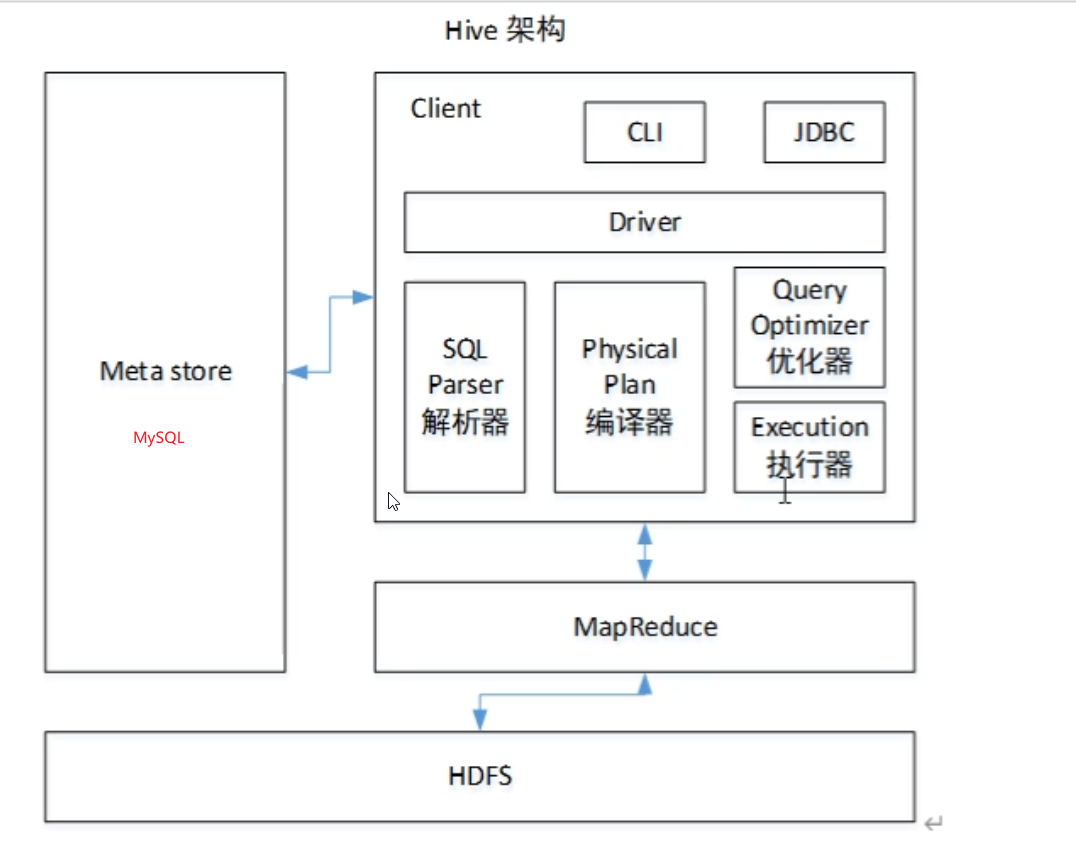 Hive 架构
Meta store
MySQL
Client
CLI
JDBC
Driver
SQL
Parser
解析器
Physical
Plan
编译器
Query
Optimizer
优化器
Execution
执行器
MapReduce
HDFS